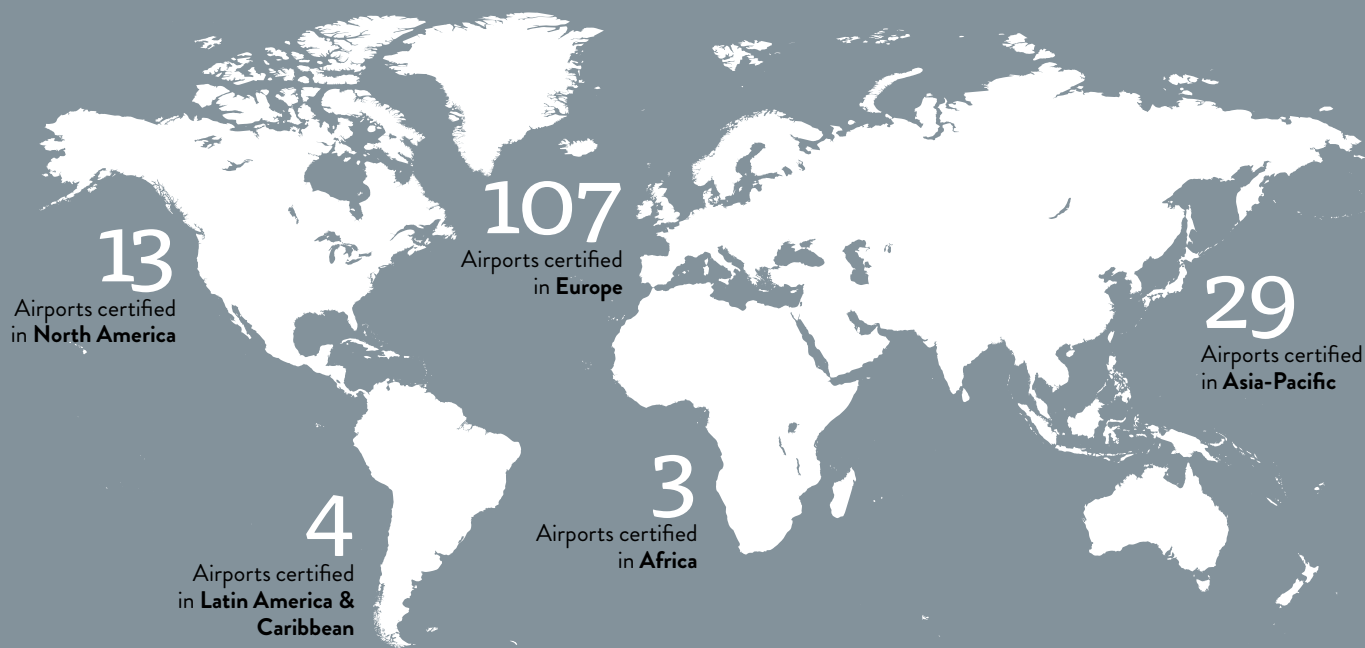 107
Airports certified
in Europe
13
Airports certified
in North America
29
Airports certified
in Asia-Pacific
3
Airports certified
in Africa
4
Airports certified
in Latin America &
Caribbean